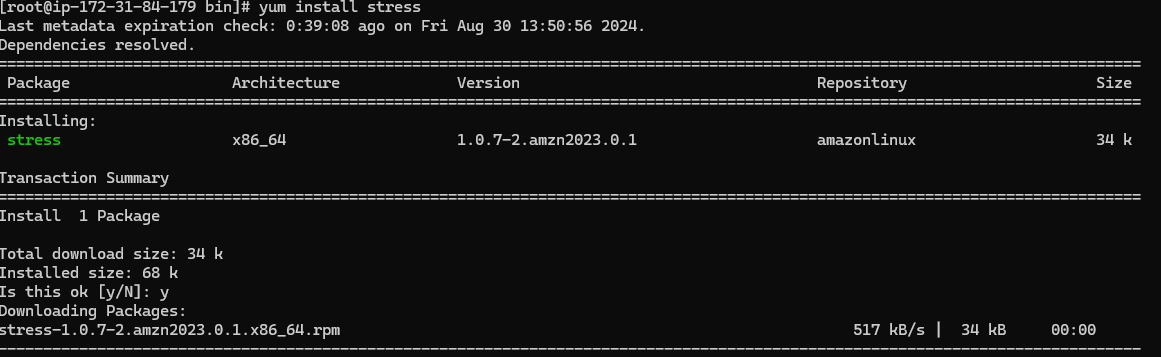 [root@ip-172-31-84-179 bin]# yum install stress
Last metadata expiration check: 0:39:08 ago on Fri Aug 30 13:50:56 2024.
Dependencies resolved.
================================================================================================================================
Package Architecture Version Repository Size
================================================================================================================================
Installing:
stress x86_64 1.0.7-2.amzn2023.0.1 amazonlinux 34 k
Transaction Summary
================================================================================================================================
Install 1 Package
Total download size: 34 k
Installed size: 68 k
Is this ok [y/N]: y
Downloading Packages:
stress-1.0.7-2.amzn2023.0.1.x86_64.rpm 517 kB/s | 34 kB 00:00
================================================================================================================================